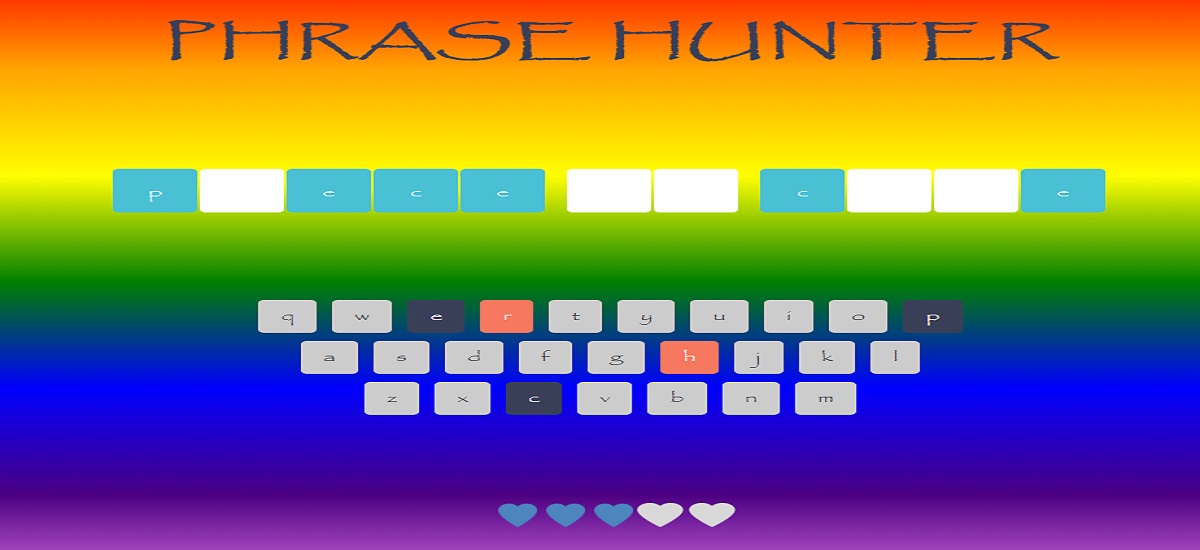 PHRASE HUNTER
p e c e c e
q w e r t y u i o p
a s d f g h j k l
z x c v b n m